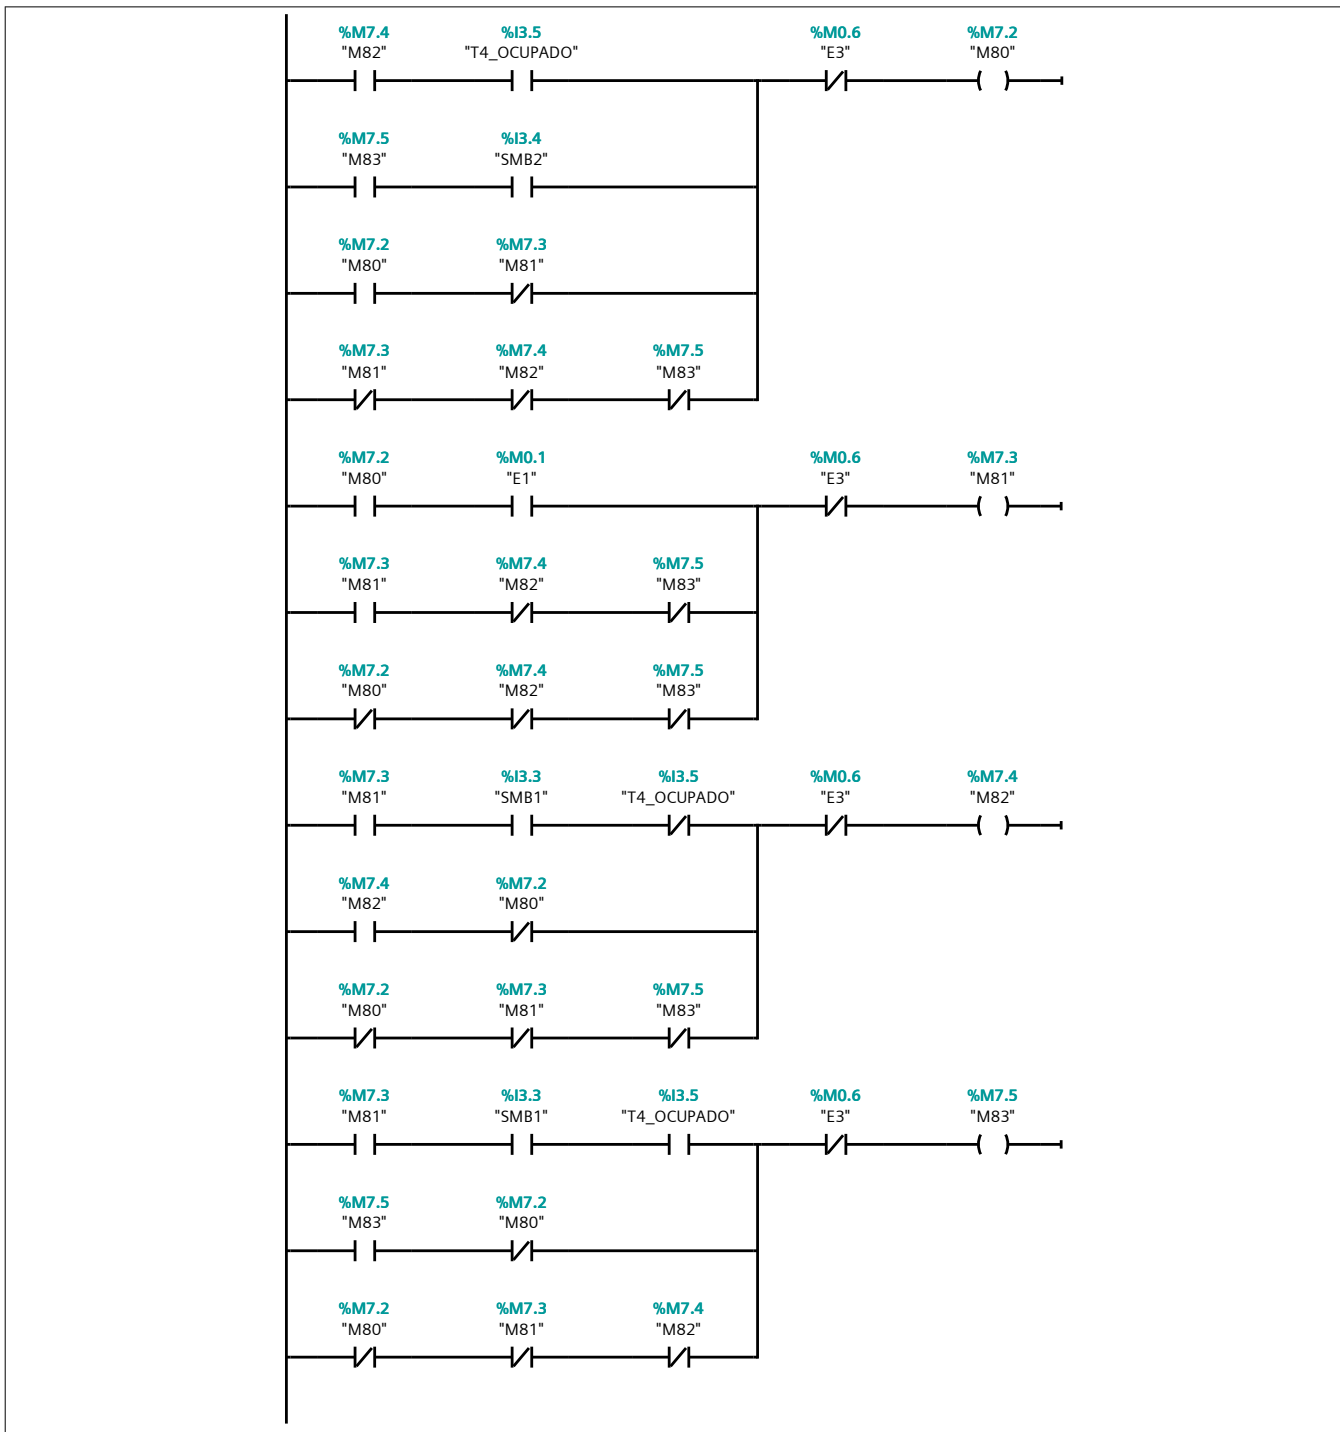 %M7.4 %I3.5 %M0.6 %M7.2
"M82" "T4_OCUPADO" "E3" "M80"
%M7.5 %I3.4
"M83" "SMB2"
%M7.2 %M7.3
"M80" "M81"
%M7.3 %M7.4 %M7.5
"M81" "M82" "M83"
%M7.2 %M0.1 %M0.6 %M7.3
"M80" "E1" "E3" "M81"
%M7.3 %M7.4 %M7.5
"M81" "M82" "M83"
%M7.2 %M7.4 %M7.5
"M80" "M82" "M83"
%M7.3 %I3.3 %I3.5 %M0.6 %M7.4
"M81" "SMB1" "T4_OCUPADO" "E3" "M82"
%M7.4 %M7.2
"M82" "M80"
%M7.2 %M7.3 %M7.5
"M80" "M81" "M83"
%M7.3 %I3.3 %I3.5 %M0.6 %M7.5
"M81" "SMB1" "T4_OCUPADO" "E3" "M83"
%M7.5 %M7.2
"M83" "M80"
%M7.2 %M7.3 %M7.4
"M80" "M81" "M82"